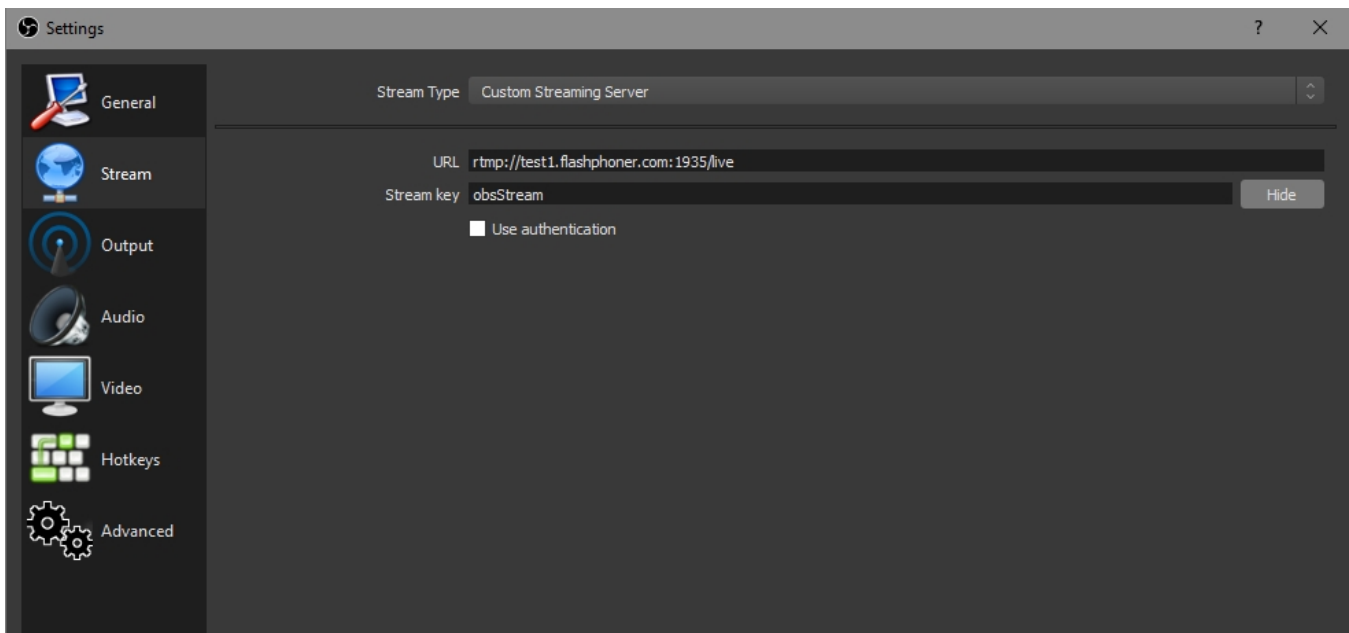 Settings
?
General
Stream
Output
Audio
Video
Hotkeys
Advanced
Stream Type Custom Streaming Server
URL rtmp://test1.flashphoner.com:1935/live
Stream key obsStream Hide
Use authentication